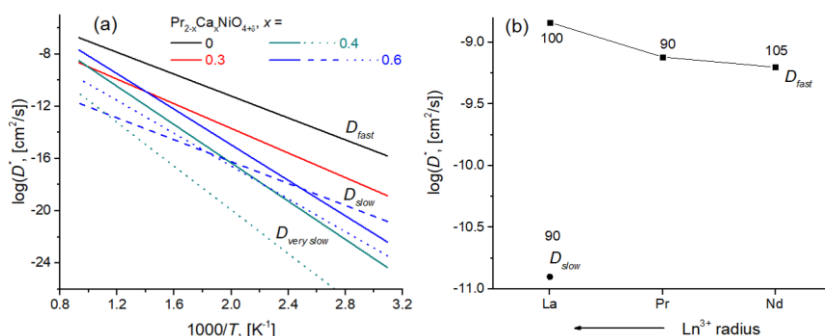 (a)
Pr2-xCaxNiO4+δ, x =
0
0.4
0.3
0.6
-8
-12
-16
-20
-24
log(D*, [cm²/s])
Dfast
Dslow
Dvery slow
0.8 1.2 1.6 2.0 2.4 2.8 3.2
1000/T, [K⁻¹]
(b)
-9.0
-9.5
-10.0
-10.5
-11.0
log(D*, [cm²/s])
100
90
105
Dfast
90
Dslow
La Pr Nd
← Ln³⁺ radius